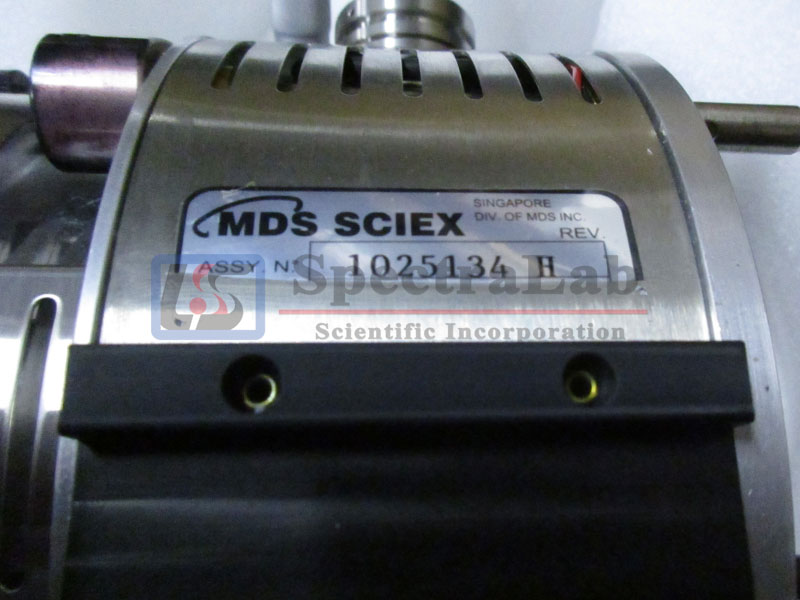 MDS SCIEX
SINGAPORE
DIV. OF MDS INC.
REV.
ASSY. N
1025134 H
SpectraLab
Scientific Incorporation